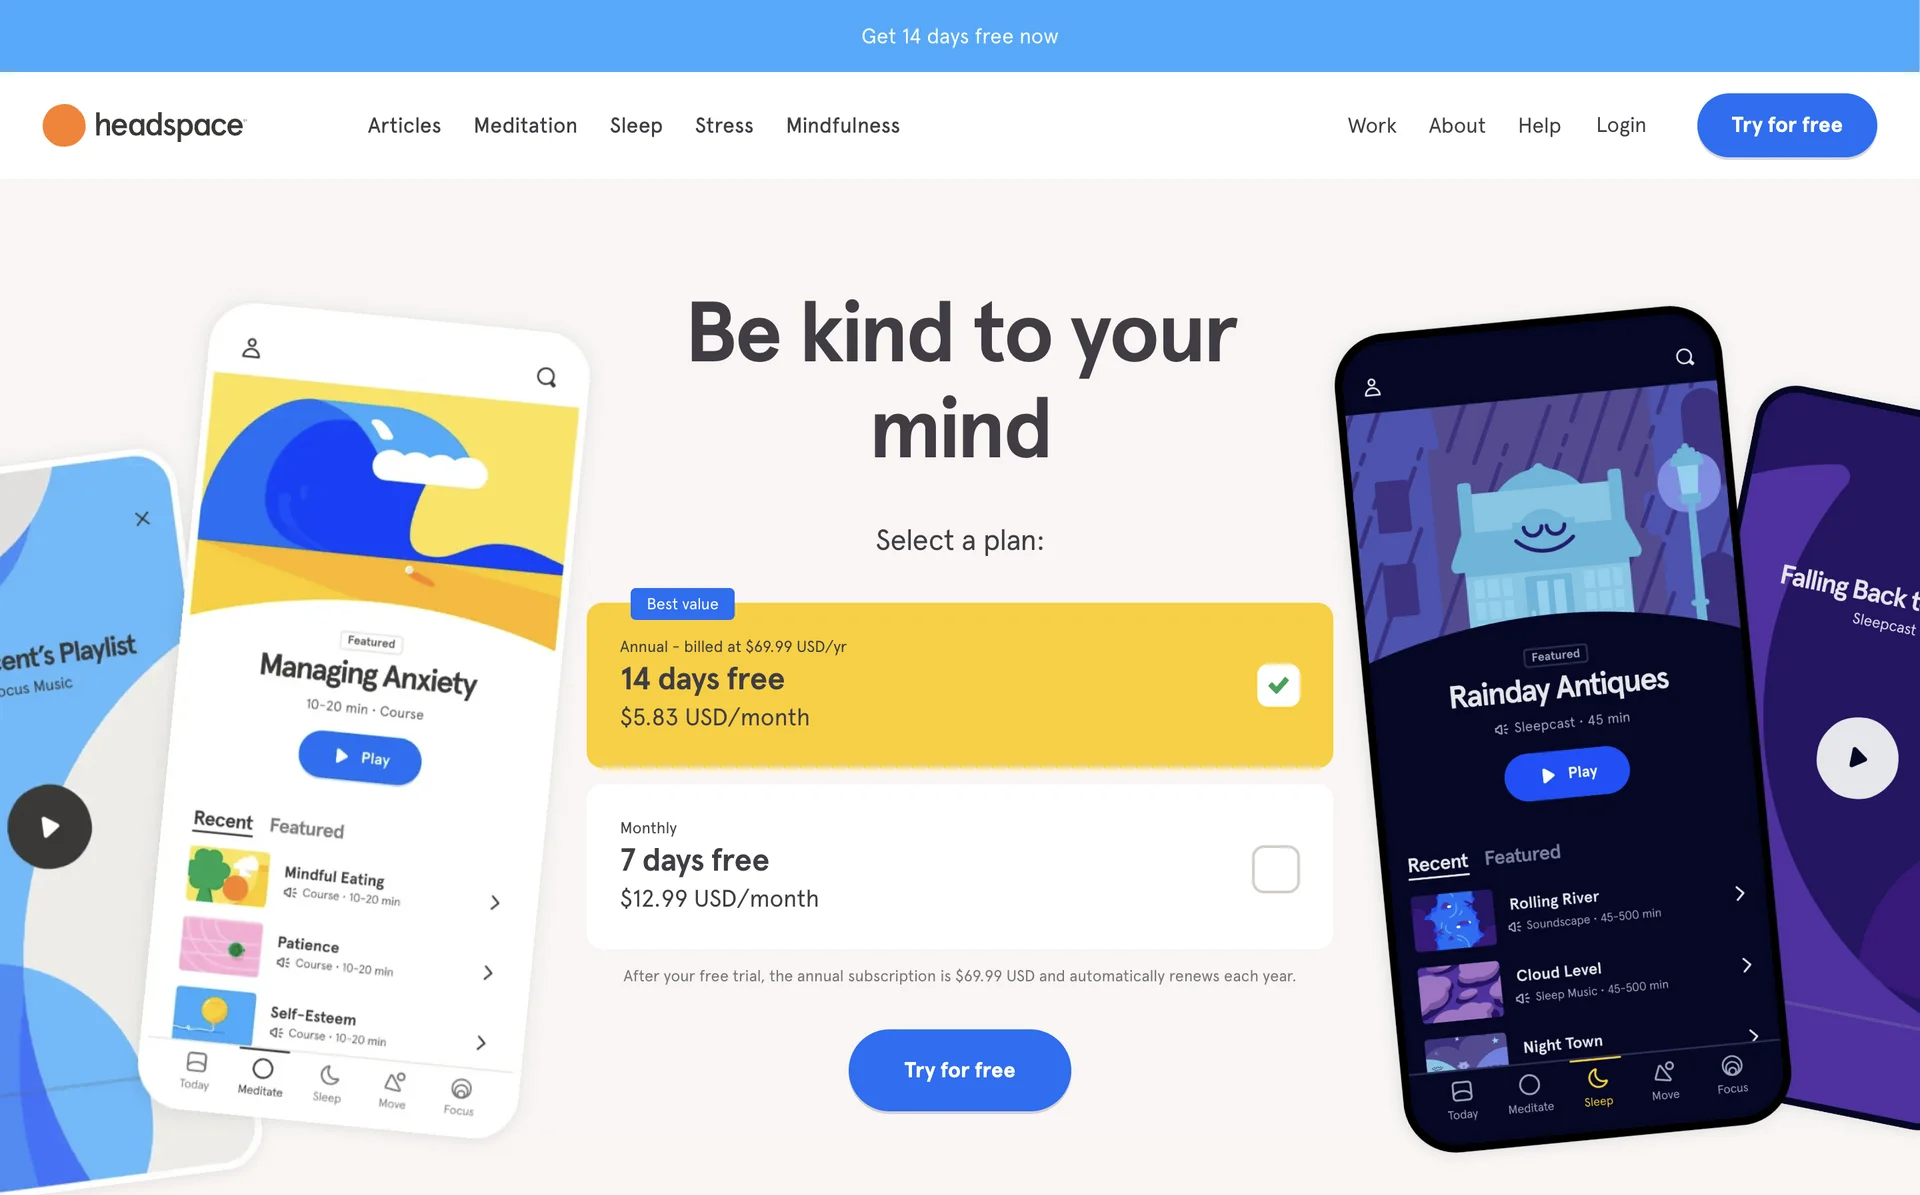 Get 14 days free now
headspace
Articles Meditation Sleep Stress Mindfulness
Work About Help Login Try for free
Be kind to your
mind
Select a plan:
Best value
Annual - billed at $69.99 USD/yr
14 days free
$5.83 USD/month
Monthly
7 days free
$12.99 USD/month
After your free trial, the annual subscription is $69.99 USD and automatically renews each year.
Try for free
ent's Playlist
ocus Music
Featured
Managing Anxiety
10-20 min · Course
Play
Recent Featured
Mindful Eating
Course · 10-20 min
Patience
Course · 10-20 min
Self-Esteem
Course · 10-20 min
Today Meditate Sleep Move Focus
Featured
Rainday Antiques
Sleepcast · 45 min
Play
Recent Featured
Rolling River
Soundscape · 45-500 min
Cloud Level
Sleep Music · 45-500 min
Night Town
Today Meditate Sleep Move Focus
Falling Back t
Sleepcast